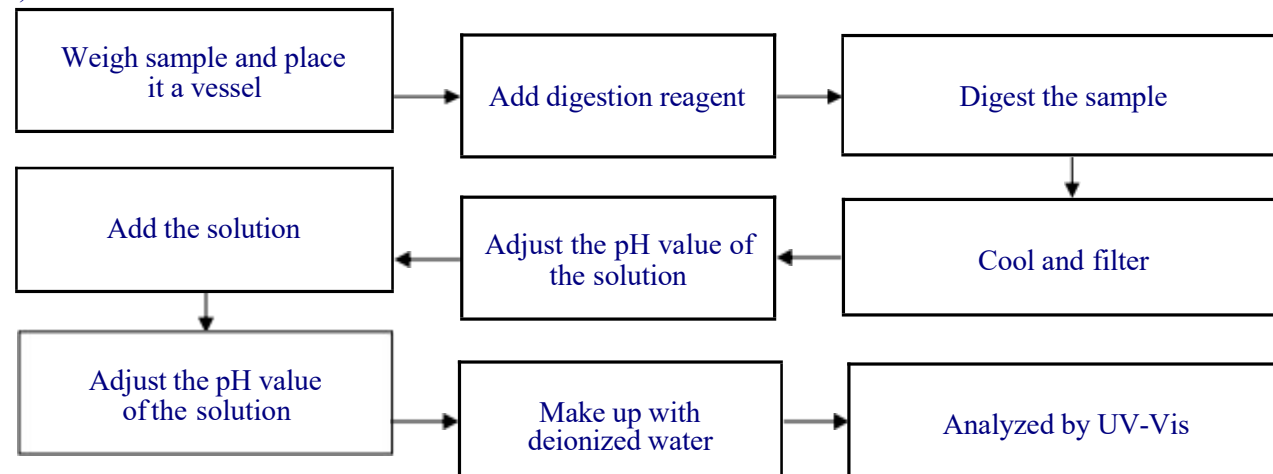 Weigh sample and place
it a vessel
Add digestion reagent
Digest the sample
Cool and filter
Adjust the pH value of
the solution
Add the solution
Adjust the pH value
of the solution
Make up with
deionized water
Analyzed by UV-Vis